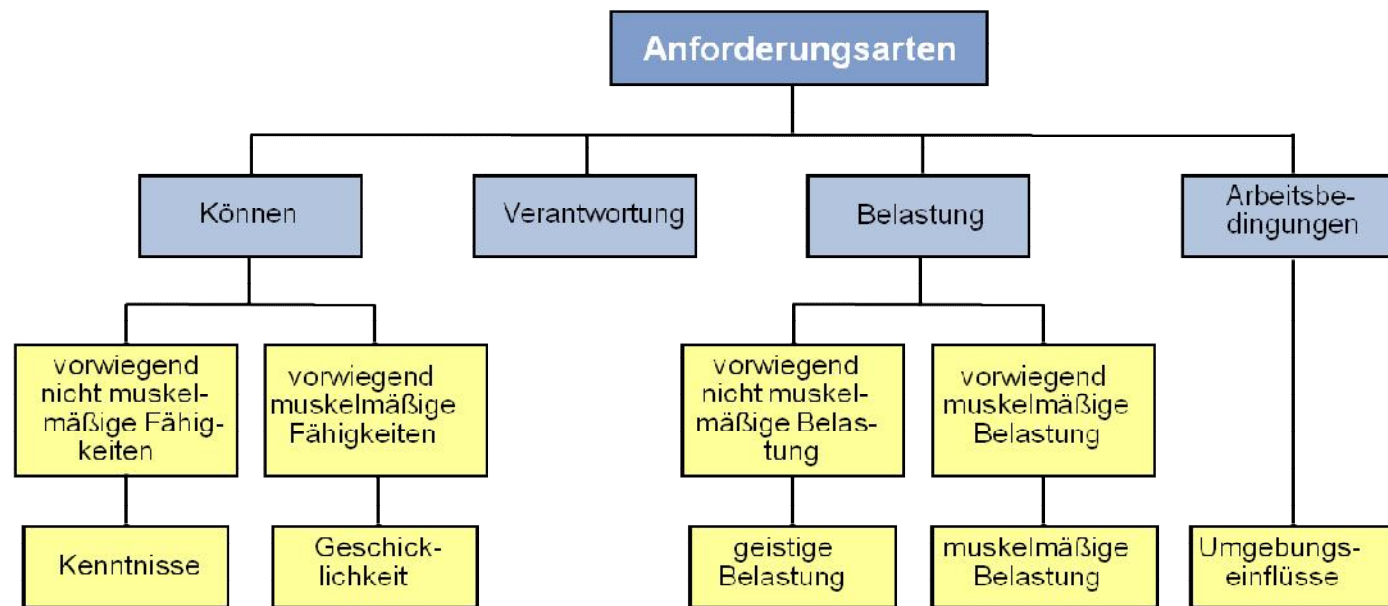 Anforderungsarten
Können
Verantwortung
Belastung
Arbeitsbe-
dingungen
vorwiegend
nicht muskel-
mäßige Fähig-
keiten
vorwiegend
muskelmäßige
Fähigkeiten
vorwiegend
nicht muskel-
mäßige Belas-
tung
vorwiegend
muskelmäßige
Belastung
Kenntnisse
Geschick-
lichkeit
geistige
Belastung
muskelmäßige
Belastung
Umgebungs-
einflüsse